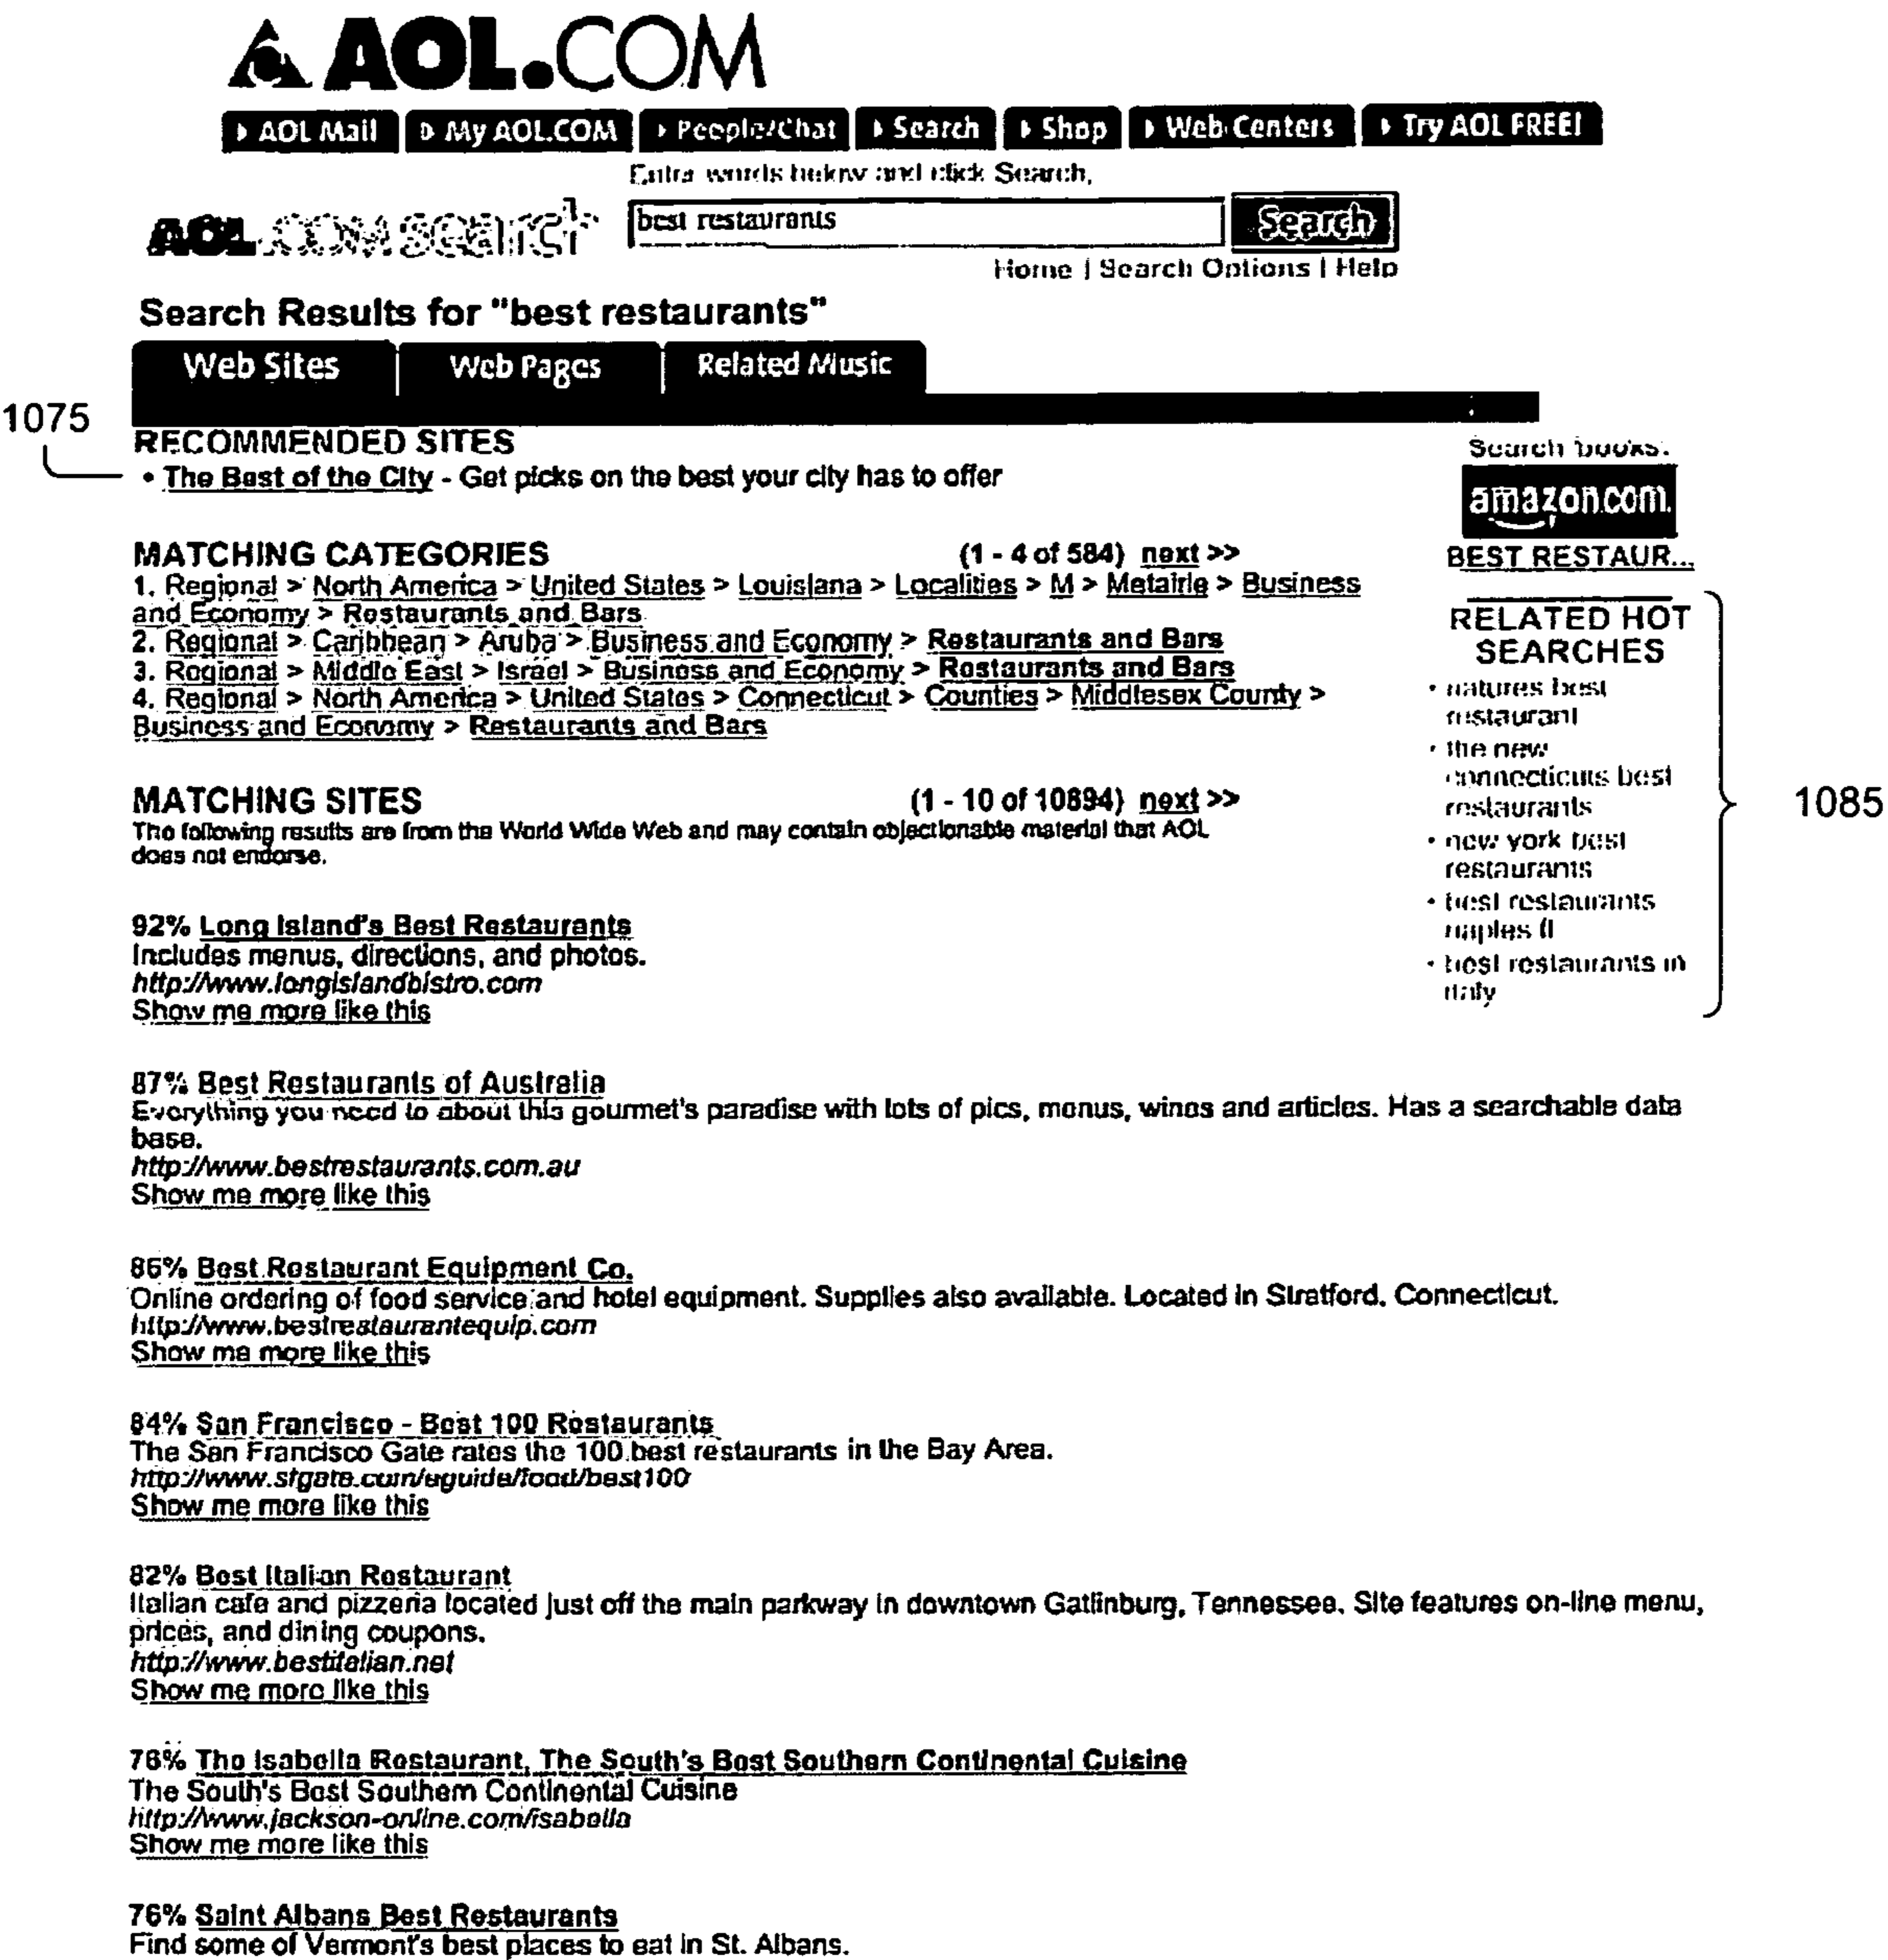 AOL.COM
AOL Mail My AOL.COM People/Chat Search Shop Web Centers Try AOL FREE!
Enter words below and click Search.
AOL.COM search best restaurants Search
Home | Search Options | Help
Search Results for "best restaurants"
Web Sites Web Pages Related Music
1075
RECOMMENDED SITES
• The Best of the City - Get picks on the best your city has to offer
MATCHING CATEGORIES (1 - 4 of 584) next >>
1. Regional > North America > United States > Louisiana > Localities > M > Metairie > Business
and Economy > Restaurants and Bars
2. Regional > Caribbean > Aruba > Business and Economy > Restaurants and Bars
3. Regional > Middle East > Israel > Business and Economy > Restaurants and Bars
4. Regional > North America > United States > Connecticut > Counties > Middlesex County >
Business and Economy > Restaurants and Bars
MATCHING SITES (1 - 10 of 10894) next >>
The following results are from the World Wide Web and may contain objectionable material that AOL
does not endorse.
92% Long Island's Best Restaurants
Includes menus, directions, and photos.
http://www.longislandbistro.com
Show me more like this
87% Best Restaurants of Australia
Everything you need to about this gourmet's paradise with lots of pics, menus, wines and articles. Has a searchable data
base.
http://www.bestrestaurants.com.au
Show me more like this
86% Best Restaurant Equipment Co.
Online ordering of food service and hotel equipment. Supplies also available. Located in Stratford, Connecticut.
http://www.bestrestaurantequip.com
Show me more like this
84% San Francisco - Best 100 Restaurants
The San Francisco Gate rates the 100 best restaurants in the Bay Area.
http://www.sfgate.com/eguide/food/best100
Show me more like this
82% Best Italian Restaurant
Italian cafe and pizzeria located just off the main parkway in downtown Gatlinburg, Tennessee. Site features on-line menu,
prices, and dining coupons.
http://www.bestitalian.net
Show me more like this
76% The Isabella Restaurant, The South's Best Southern Continental Cuisine
The South's Best Southern Continental Cuisine
http://www.jackson-online.com/isabella
Show me more like this
76% Saint Albans Best Restaurants
Find some of Vermont's best places to eat in St. Albans.
Search books:
amazon.com.
BEST RESTAUR...
RELATED HOT
SEARCHES
• natures best
restaurant
• the new
connecticuts best
restaurants
• new york best
restaurants
• best restaurants
naples fl
• best restaurants in
italy
1085